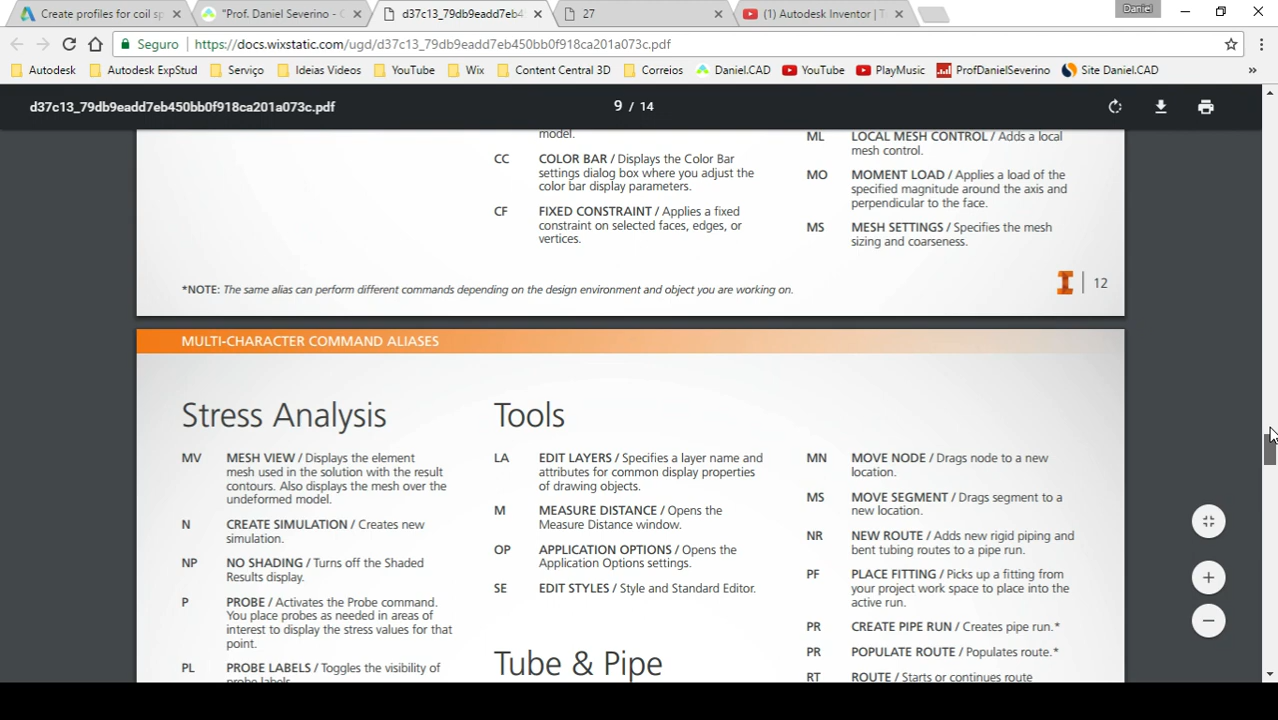 Create profiles for coil sp
"Prof. Daniel Severino - C
d37c13_79db9eadd7eb4
27
(1) Autodesk Inventor | T
Daniel
Seguro
https://docs.wixstatic.com/ugd/d37c13_79db9eadd7eb450bb0f918ca201a073c.pdf
Autodesk
Autodesk ExpStud
Serviço
Ideias Videos
YouTube
Wix
Content Central 3D
Correios
Daniel.CAD
YouTube
PlayMusic
ProfDanielSeverino
Site Daniel.CAD
»
d37c13_79db9eadd7eb450bb0f918ca201a073c.pdf
9 / 14
model.
CC COLOR BAR / Displays the Color Bar
settings dialog box where you adjust the
color bar display parameters.
CF FIXED CONSTRAINT / Applies a fixed
constraint on selected faces, edges, or
vertices.
ML LOCAL MESH CONTROL / Adds a local
mesh control.
MO MOMENT LOAD / Applies a load of the
specified magnitude around the axis and
perpendicular to the face.
MS MESH SETTINGS / Specifies the mesh
sizing and coarseness.
*NOTE: The same alias can perform different commands depending on the design environment and object you are working on.
I | 12
MULTI-CHARACTER COMMAND ALIASES
Stress Analysis
MV MESH VIEW / Displays the element
mesh used in the solution with the result
contours. Also displays the mesh over the
undeformed model.
N CREATE SIMULATION / Creates new
simulation.
NP NO SHADING / Turns off the Shaded
Results display.
P PROBE / Activates the Probe command.
You place probes as needed in areas of
interest to display the stress values for that
point.
PL PROBE LABELS / Toggles the visibility of
probe labels.
Tools
LA EDIT LAYERS / Specifies a layer name and
attributes for common display properties
of drawing objects.
M MEASURE DISTANCE / Opens the
Measure Distance window.
OP APPLICATION OPTIONS / Opens the
Application Options settings.
SE EDIT STYLES / Style and Standard Editor.
Tube & Pipe
MN MOVE NODE / Drags node to a new
location.
MS MOVE SEGMENT / Drags segment to a
new location.
NR NEW ROUTE / Adds new rigid piping and
bent tubing routes to a pipe run.
PF PLACE FITTING / Picks up a fitting from
your project work space to place into the
active run.
PR CREATE PIPE RUN / Creates pipe run.*
PR POPULATE ROUTE / Populates route.*
RT ROUTE / Starts or continues route